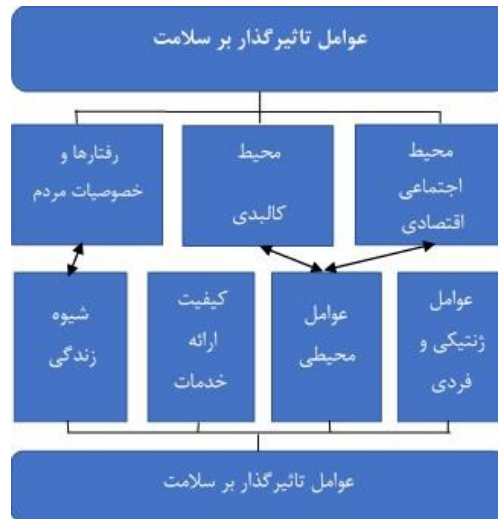 عوامل تاثیرگذار بر سلامت
محیط
اجتماعی
اقتصادی
محیط
کالبدی
رفتارها و
خصوصیات مردم
عوامل
ژنتیکی و
فردی
عوامل
محیطی
کیفیت
ارائه
خدمات
شیوه
زندگی
عوامل تاثیرگذار بر سلامت